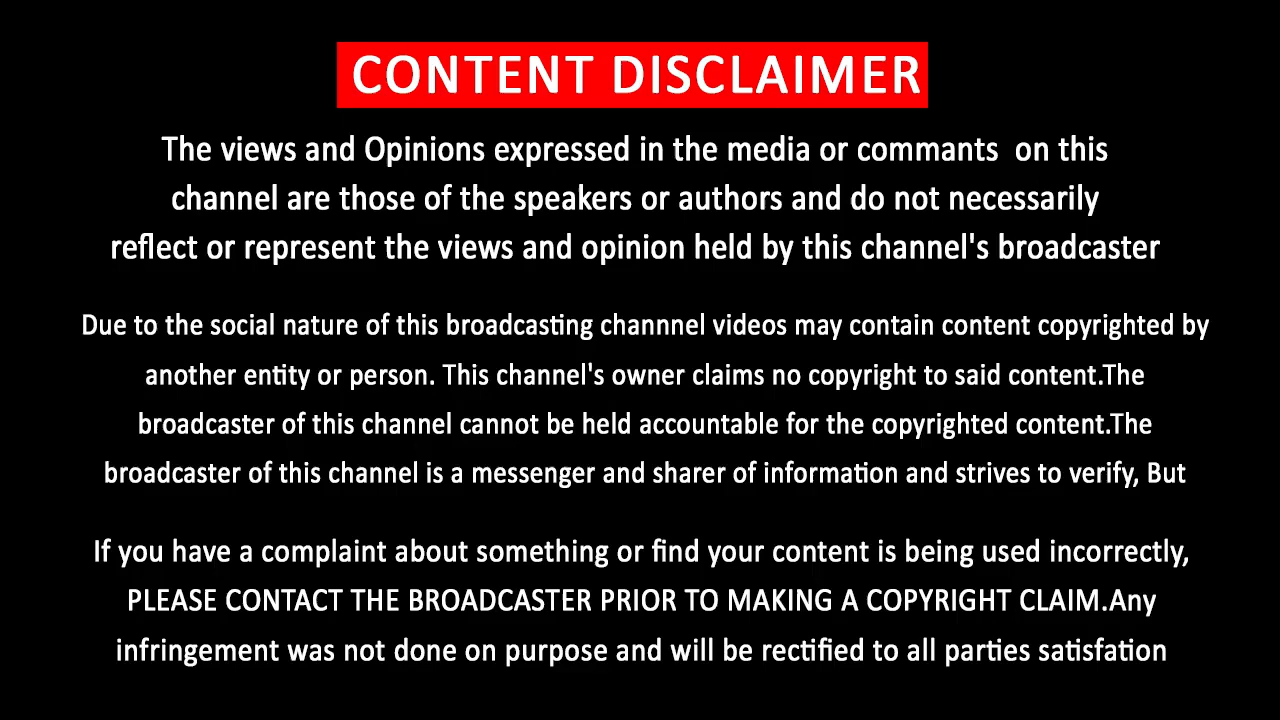 CONTENT DISCLAIMER
The views and Opinions expressed in the media or commants on this
channel are those of the speakers or authors and do not necessarily
reflect or represent the views and opinion held by this channel's broadcaster
Due to the social nature of this broadcasting channnel videos may contain content copyrighted by
another entity or person. This channel's owner claims no copyright to said content.The
broadcaster of this channel cannot be held accountable for the copyrighted content.The
broadcaster of this channel is a messenger and sharer of information and strives to verify, But
If you have a complaint about something or find your content is being used incorrectly,
PLEASE CONTACT THE BROADCASTER PRIOR TO MAKING A COPYRIGHT CLAIM.Any
infringement was not done on purpose and will be rectified to all parties satisfation